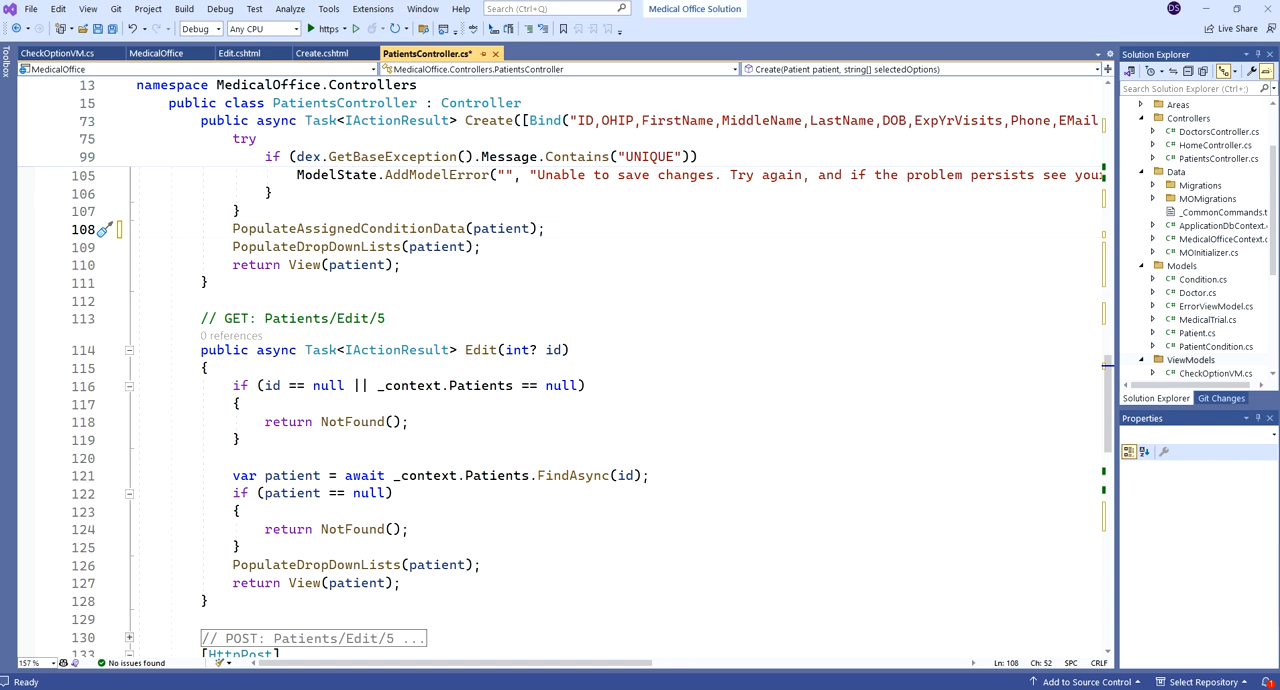 File Edit View Git Project Build Debug Test Analyze Tools Extensions Window Help Search (Ctrl+Q) Medical Office Solution DS
Debug Any CPU https Live Share
CheckOptionVM.cs MedicalOffice Edit.cshtml Create.cshtml PatientsController.cs*
Toolbox
MedicalOffice MedicalOffice.Controllers.PatientsController Create(Patient patient, string[] selectedOptions)
13 namespace MedicalOffice.Controllers
15 public class PatientsController : Controller
73 public async Task<IActionResult> Create([Bind("ID,OHIP,FirstName,MiddleName,LastName,DOB,ExpYrVisits,Phone,EMail
75 try
99 if (dex.GetBaseException().Message.Contains("UNIQUE"))
105 ModelState.AddModelError("", "Unable to save changes. Try again, and if the problem persists see you
106 }
107 }
108 PopulateAssignedConditionData(patient);
109 PopulateDropDownLists(patient);
110 return View(patient);
111 }
112
113 // GET: Patients/Edit/5
0 references
114 public async Task<IActionResult> Edit(int? id)
115 {
116 if (id == null || _context.Patients == null)
117 {
118 return NotFound();
119 }
120
121 var patient = await _context.Patients.FindAsync(id);
122 if (patient == null)
123 {
124 return NotFound();
125 }
126 PopulateDropDownLists(patient);
127 return View(patient);
128 }
129
130 // POST: Patients/Edit/5 ...
133 [HttpPost]
157 % No issues found Ln: 108 Ch: 52 SPC CRLF
Solution Explorer
Search Solution Explorer (Ctrl+;)
Areas
Controllers
C# DoctorsController.cs
C# HomeController.cs
C# PatientsController.cs
Data
Migrations
MOMigrations
_CommonCommands.t
C# ApplicationDbContext.
C# MedicalOfficeContext.c
C# MOInitializer.cs
Models
C# Condition.cs
C# Doctor.cs
C# ErrorViewModel.cs
C# MedicalTrial.cs
C# Patient.cs
C# PatientCondition.cs
ViewModels
C# CheckOptionVM.cs
Solution Explorer Git Changes
Properties
Ready Add to Source Control Select Repository 1